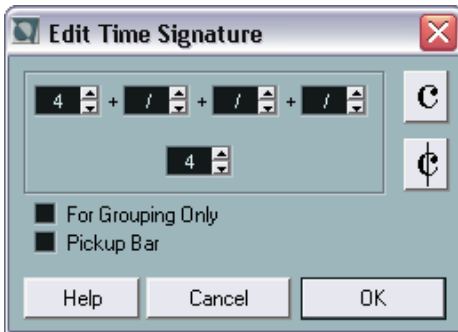 Edit Time Signature
4 + / + / + /
4
For Grouping Only
Pickup Bar
Help Cancel OK